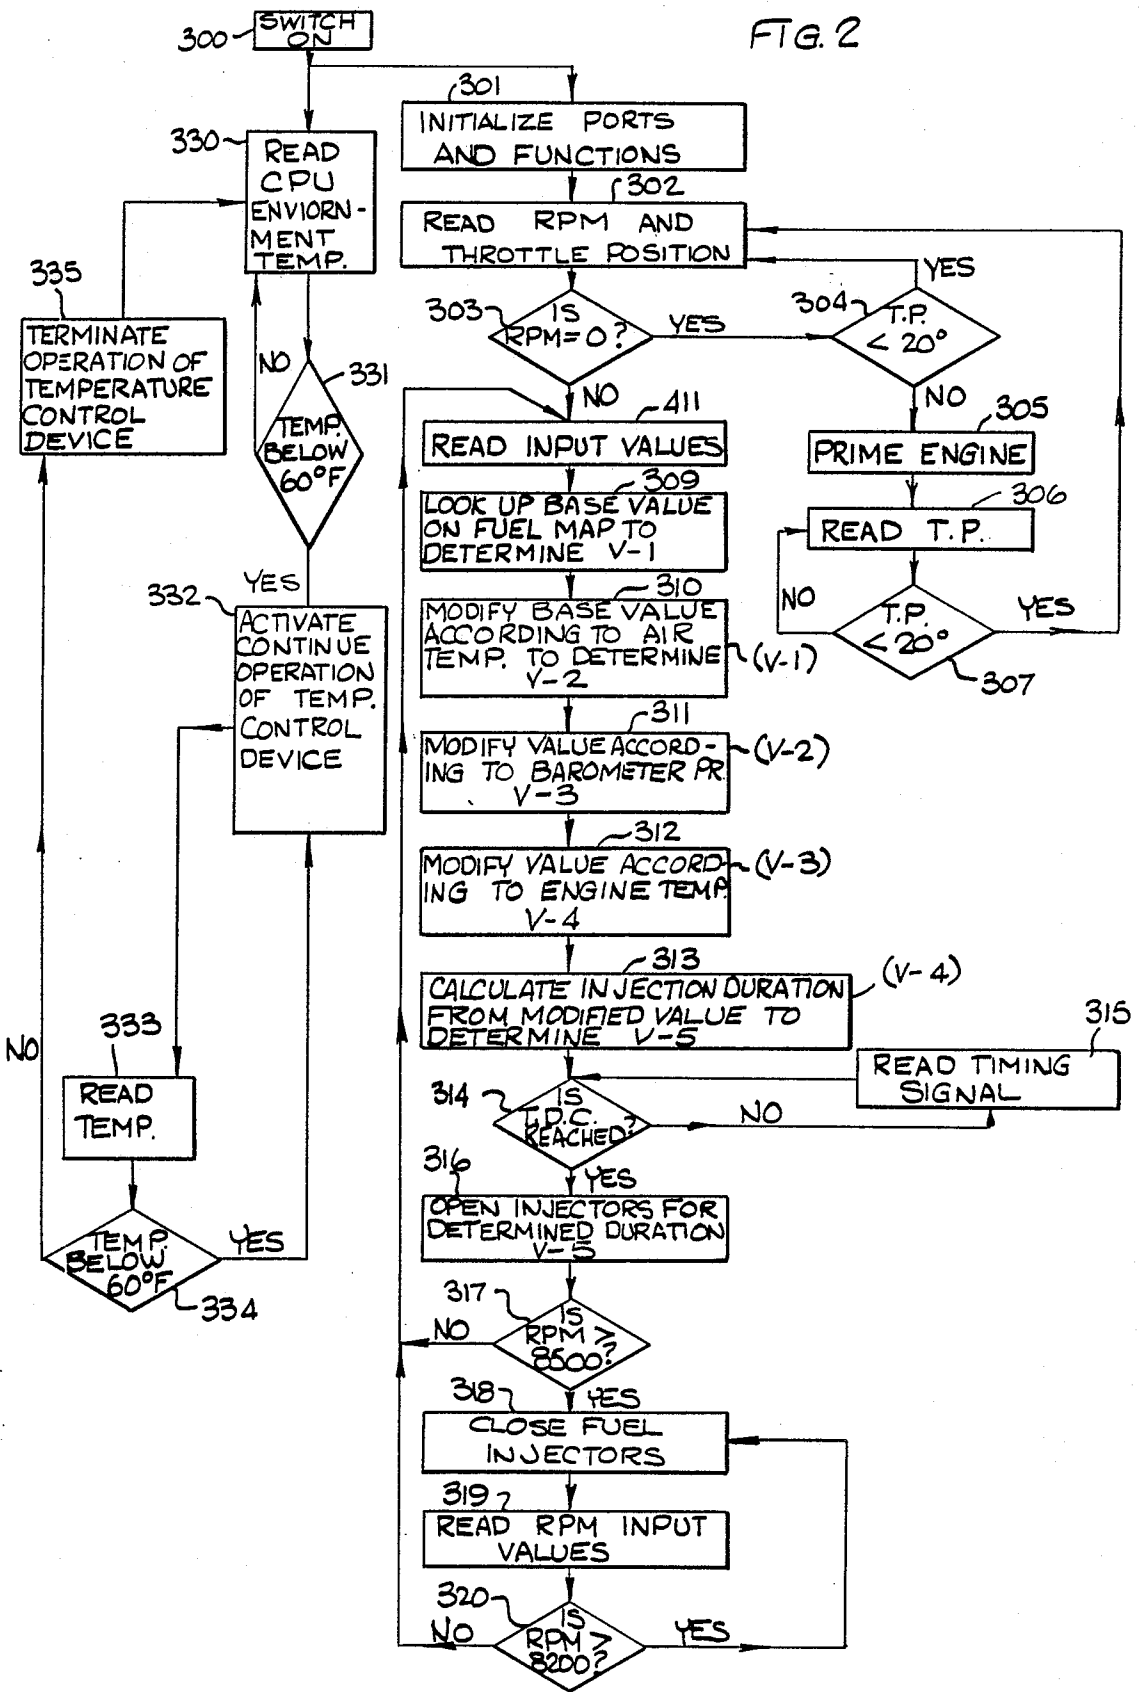 FIG. 2
300
SWITCH
ON
301
INITIALIZE PORTS
AND FUNCTIONS
330
READ
CPU
ENVIORN-
MENT
TEMP.
302
READ RPM AND
THROTTLE POSITION
YES
335
TERMINATE
OPERATION OF
TEMPERATURE
CONTROL
DEVICE
303
IS
RPM=0?
YES
304
T.P.
< 20°
NO
NO
331
TEMP.
BELOW
60°F
YES
411
READ INPUT VALUES
305
PRIME ENGINE
309
LOOK UP BASE VALUE
ON FUEL MAP TO
DETERMINE V-1
306
READ T.P.
NO
T.P.
< 20°
YES
307
332
ACTIVATE
CONTINUE
OPERATION
OF TEMP.
CONTROL
DEVICE
310
MODIFY BASE VALUE
ACCORDING TO AIR
TEMP. TO DETERMINE
V-2
(V-1)
311
MODIFY VALUE ACCORD-
ING TO BAROMETER PR.
V-3
(V-2)
312
MODIFY VALUE ACCORD-
ING TO ENGINE TEMP.
V-4
(V-3)
313
CALCULATE INJECTION DURATION
FROM MODIFIED VALUE TO
DETERMINE V-5
(V-4)
315
READ TIMING
SIGNAL
NO
333
READ
TEMP.
314
IS
T.D.C.
REACHED?
NO
YES
316
OPEN INJECTORS FOR
DETERMINED DURATION
V-5
TEMP.
BELOW
60°F
YES
334
317
IS
RPM >
8500?
NO
YES
318
CLOSE FUEL
INJECTORS
319
READ RPM INPUT
VALUES
320
IS
RPM >
8200?
NO
YES